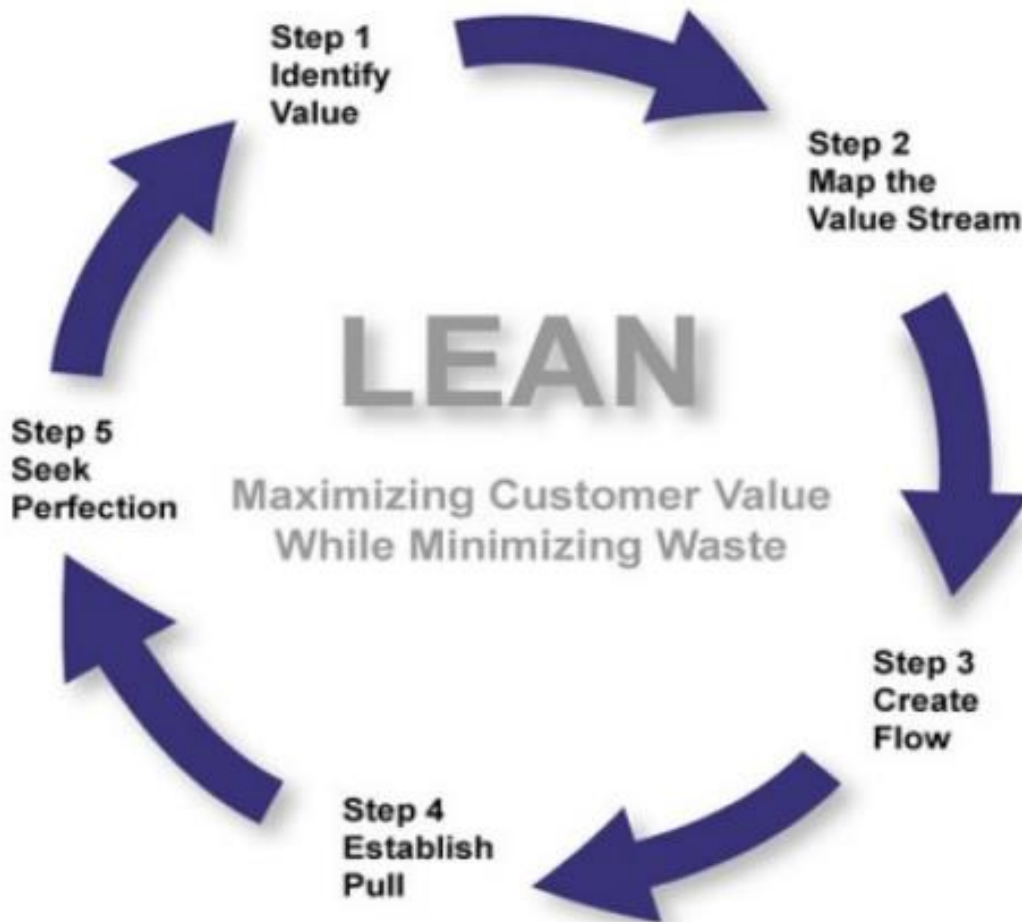 Step 1
Identify
Value
Step 2
Map the
Value Stream
LEAN
Maximizing Customer Value
While Minimizing Waste
Step 3
Create
Flow
Step 4
Establish
Pull
Step 5
Seek
Perfection